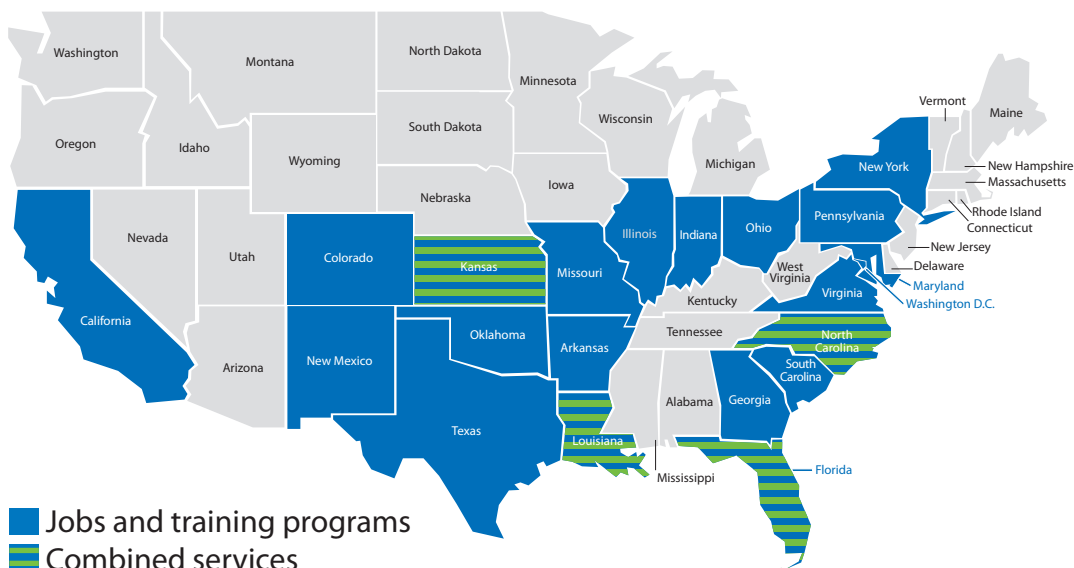 Washington
Montana
North Dakota
Minnesota
Vermont
Maine
Oregon
Idaho
South Dakota
Wisconsin
Wyoming
Michigan
New York
New Hampshire
Massachusetts
Nebraska
Iowa
Rhode Island
Connecticut
Nevada
Utah
Colorado
Kansas
Missouri
Illinois
Indiana
Ohio
Pennsylvania
New Jersey
West
Virginia
Delaware
Maryland
Virginia
Washington D.C.
California
Kentucky
Tennessee
North
Carolina
Arizona
New Mexico
Oklahoma
Arkansas
South
Carolina
Texas
Alabama
Georgia
Louisiana
Mississippi
Florida
Jobs and training programs
Combined services